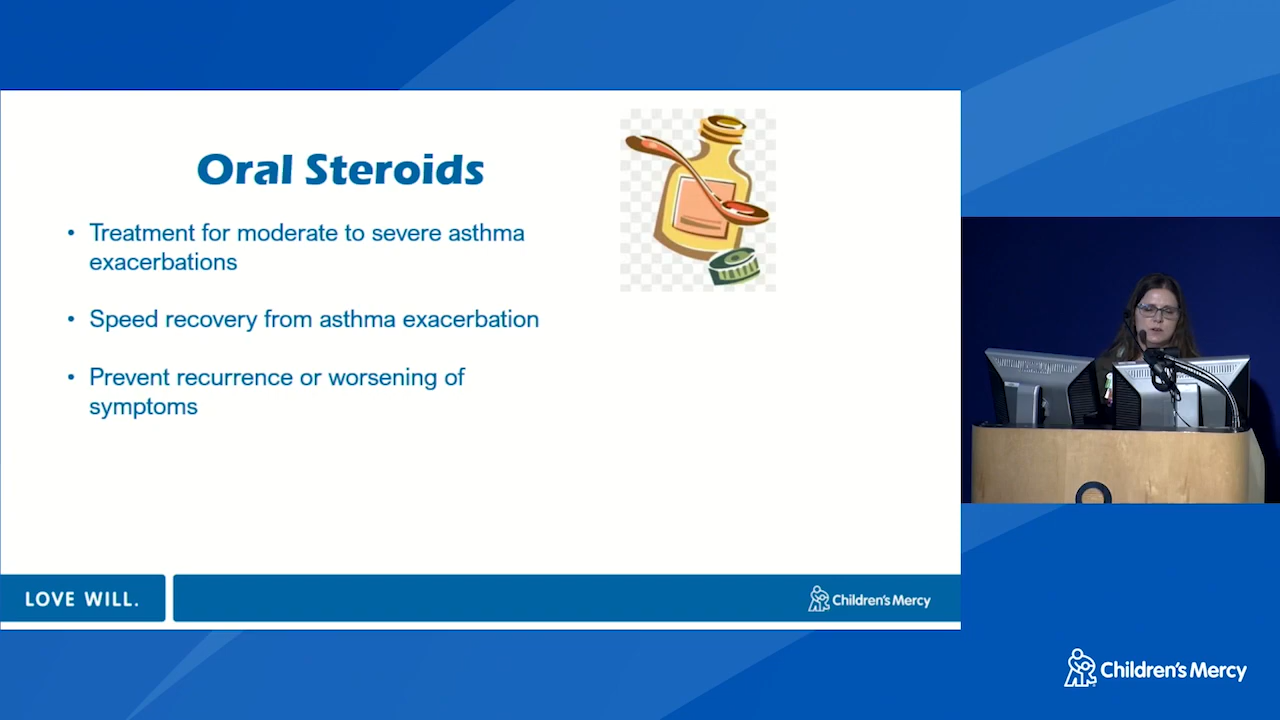 Oral Steroids
• Treatment for moderate to severe asthma
exacerbations
• Speed recovery from asthma exacerbation
• Prevent recurrence or worsening of
symptoms
LOVE WILL.
Children's Mercy
Children's Mercy